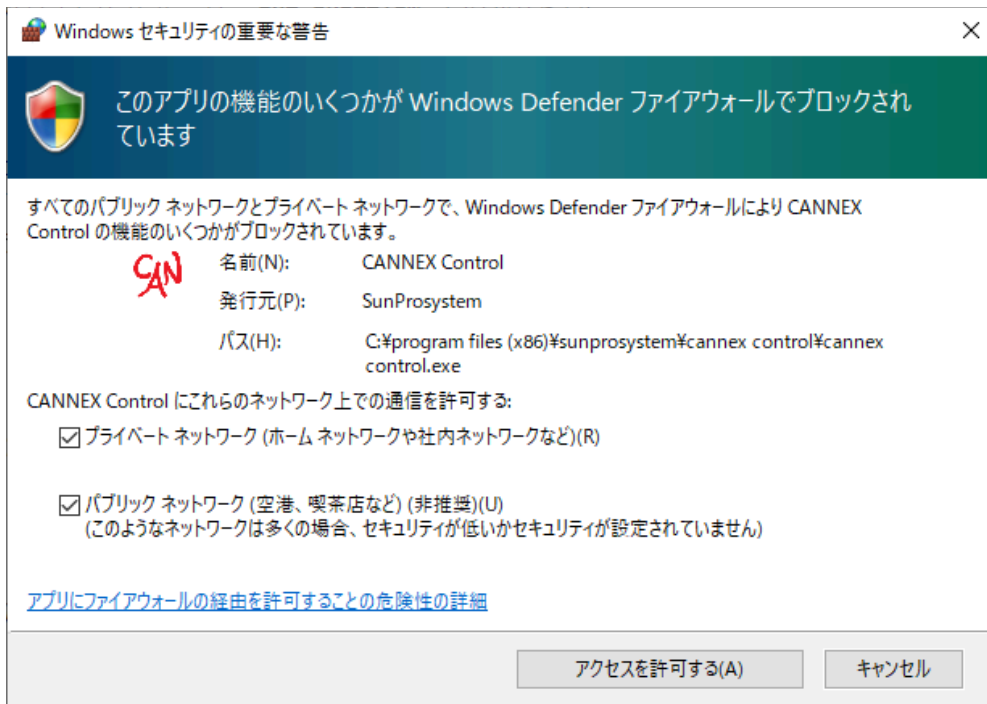 Windows セキュリティの重要な警告
このアプリの機能のいくつかが Windows Defender ファイアウォールでブロックされ
ています
すべてのパブリック ネットワークとプライベート ネットワークで、Windows Defender ファイアウォールにより CANNEX
Control の機能のいくつかがブロックされています。
CAN
名前(N): CANNEX Control
発行元(P): SunProsystem
パス(H): C:¥program files (x86)¥sunprosystem¥cannex control¥cannex
control.exe
CANNEX Control にこれらのネットワーク上での通信を許可する:
プライベート ネットワーク (ホーム ネットワークや社内ネットワークなど)(R)
パブリック ネットワーク (空港、喫茶店など) (非推奨)(U)
(このようなネットワークは多くの場合、セキュリティが低いかセキュリティが設定されていません)
アプリにファイアウォールの経由を許可することの危険性の詳細
アクセスを許可する(A) キャンセル